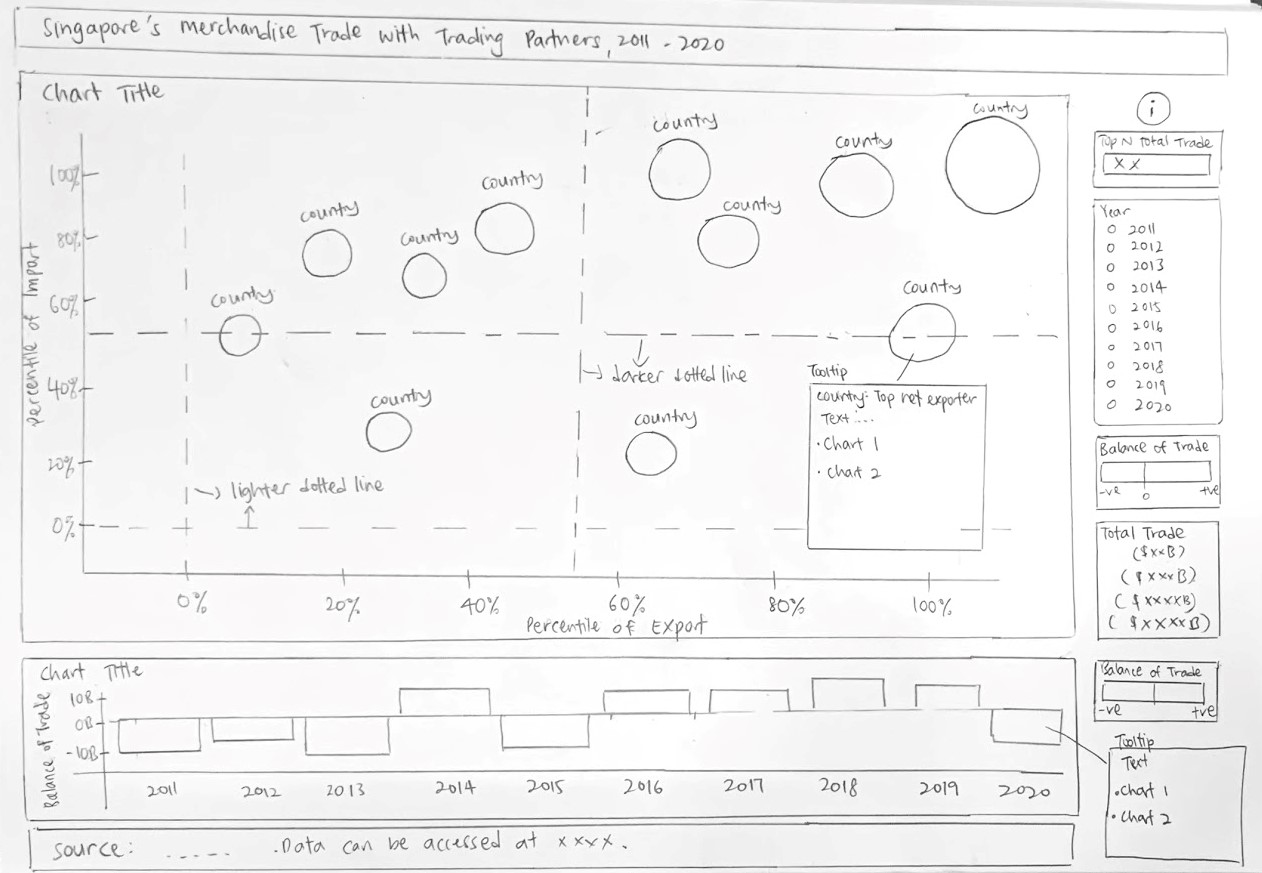 Singapore's Merchandise Trade with Trading Partners, 2011 - 2020
Chart Title
Percentile of Import
100%
80%
60%
40%
20%
0%
country
country
country
country
country
country
country
country
country
country
country
country
→ darker dotted line
→ lighter dotted line
Tooltip
country: Top net exporter
Text ....
• Chart 1
• Chart 2
0%
20%
40%
60%
80%
100%
Percentile of Export
i
Top N Total Trade
X X
Year
2011
2012
2013
2014
2015
2016
2017
2018
2019
2020
Balance of Trade
-ve 0 +ve
Total Trade
($xxB)
($xxxB)
($xxxxB)
($xxxxB)
Chart Title
Balance of Trade
10B
0B
-10B
2011 2012 2013 2014 2015 2016 2017 2018 2019 2020
Balance of Trade
-ve +ve
Tooltip
Text
• Chart 1
• Chart 2
Source: ----- . Data can be accessed at xxxx.